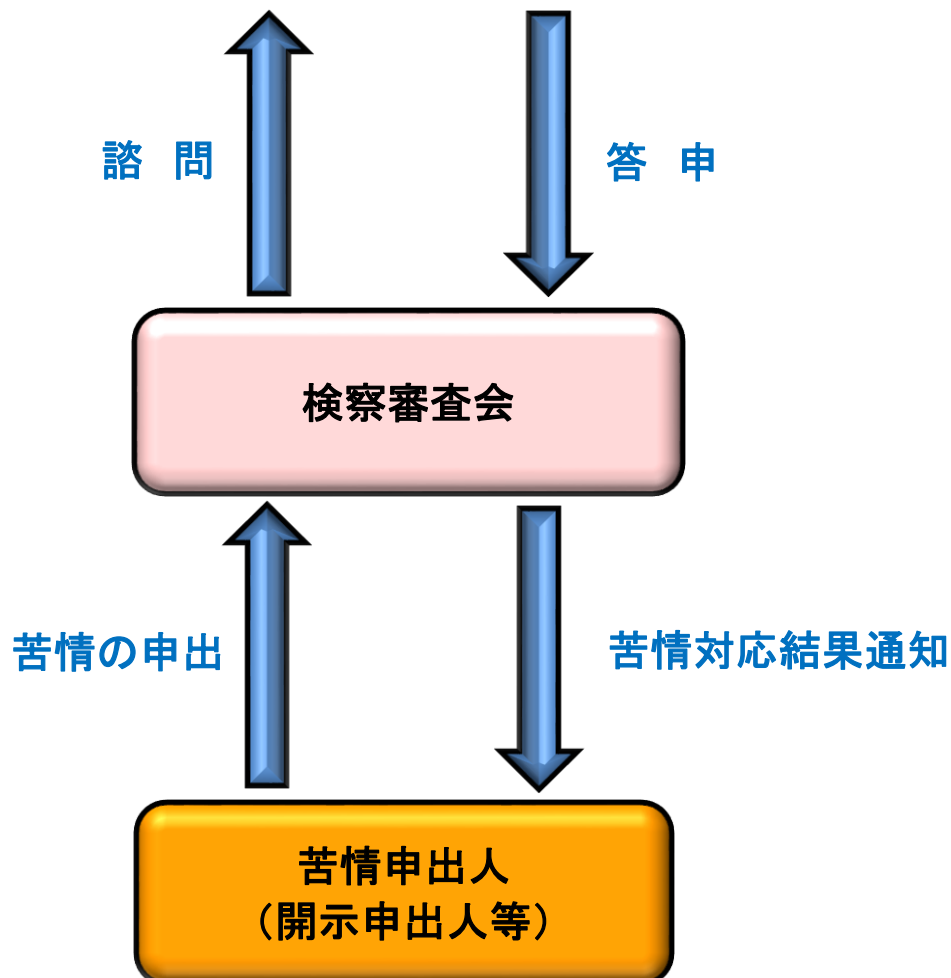 諮　問
答　申
検察審査会
苦情の申出
苦情対応結果通知
苦情申出人
（開示申出人等）